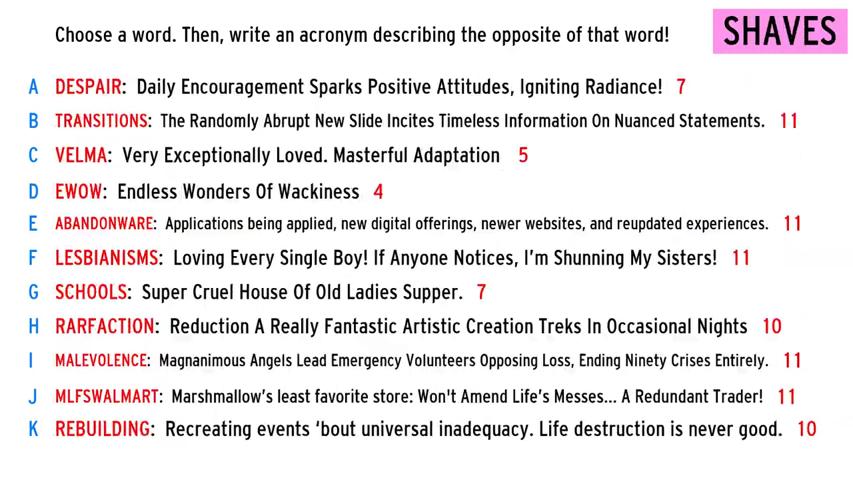 Choose a word. Then, write an acronym describing the opposite of that word!
SHAVES
A DESPAIR: Daily Encouragement Sparks Positive Attitudes, Igniting Radiance! 7
B TRANSITIONS: The Randomly Abrupt New Slide Incites Timeless Information On Nuanced Statements. 11
C VELMA: Very Exceptionally Loved. Masterful Adaptation 5
D EWOW: Endless Wonders Of Wackiness 4
E ABANDONWARE: Applications being applied, new digital offerings, newer websites, and reupdated experiences. 11
F LESBIANISMS: Loving Every Single Boy! If Anyone Notices, I'm Shunning My Sisters! 11
G SCHOOLS: Super Cruel House Of Old Ladies Supper. 7
H RARFACTION: Reduction A Really Fantastic Artistic Creation Treks In Occasional Nights 10
I MALEVOLENCE: Magnanimous Angels Lead Emergency Volunteers Opposing Loss, Ending Ninety Crises Entirely. 11
J MLFSWALMART: Marshmallow's least favorite store: Won't Amend Life's Messes... A Redundant Trader! 11
K REBUILDING: Recreating events 'bout universal inadequacy. Life destruction is never good. 10